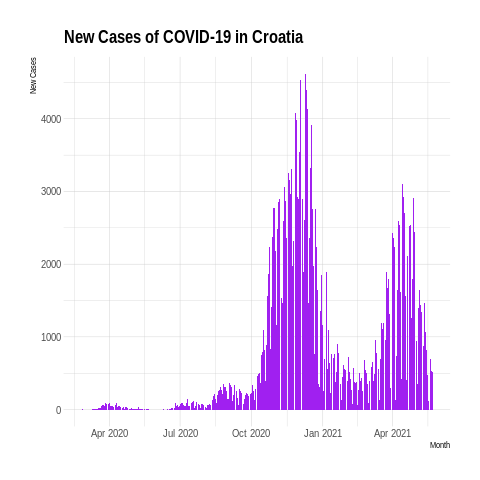 New Cases of COVID-19 in Croatia
New Cases
4000
3000
2000
1000
0
Apr 2020 Jul 2020 Oct 2020 Jan 2021 Apr 2021
Month